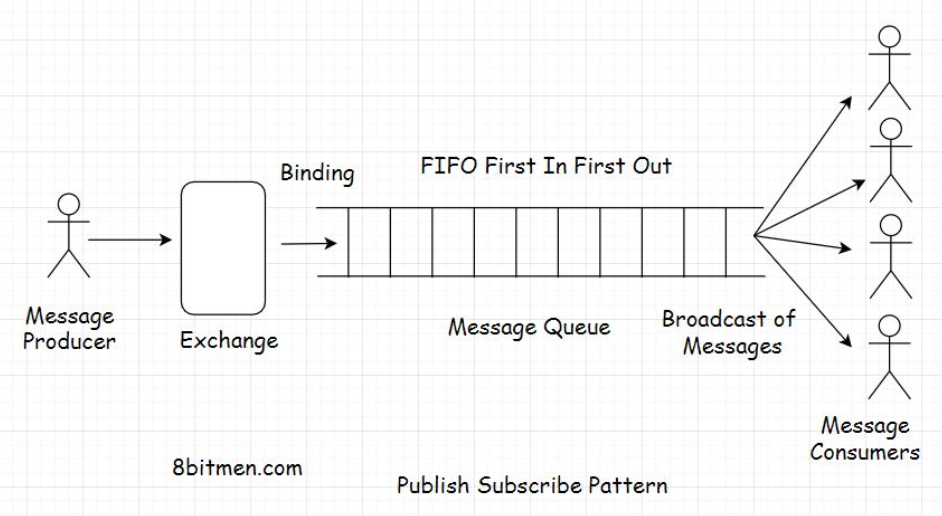 Binding
FIFO First In First Out
Message
Producer
Exchange
Message Queue
Broadcast of
Messages
Message
Consumers
8bitmen.com
Publish Subscribe Pattern